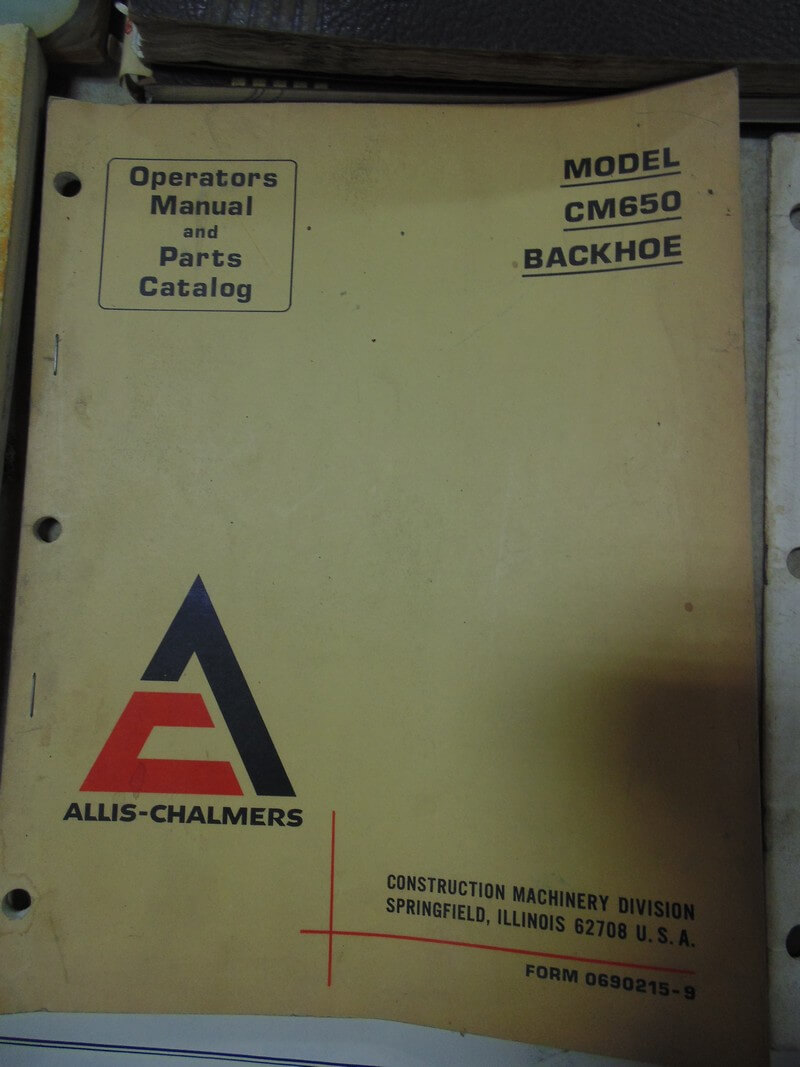 Operators
Manual
and
Parts
Catalog
MODEL
CM650
BACKHOE
ALLIS-CHALMERS
CONSTRUCTION MACHINERY DIVISION
SPRINGFIELD, ILLINOIS 62708 U. S. A.
FORM 0690215-9